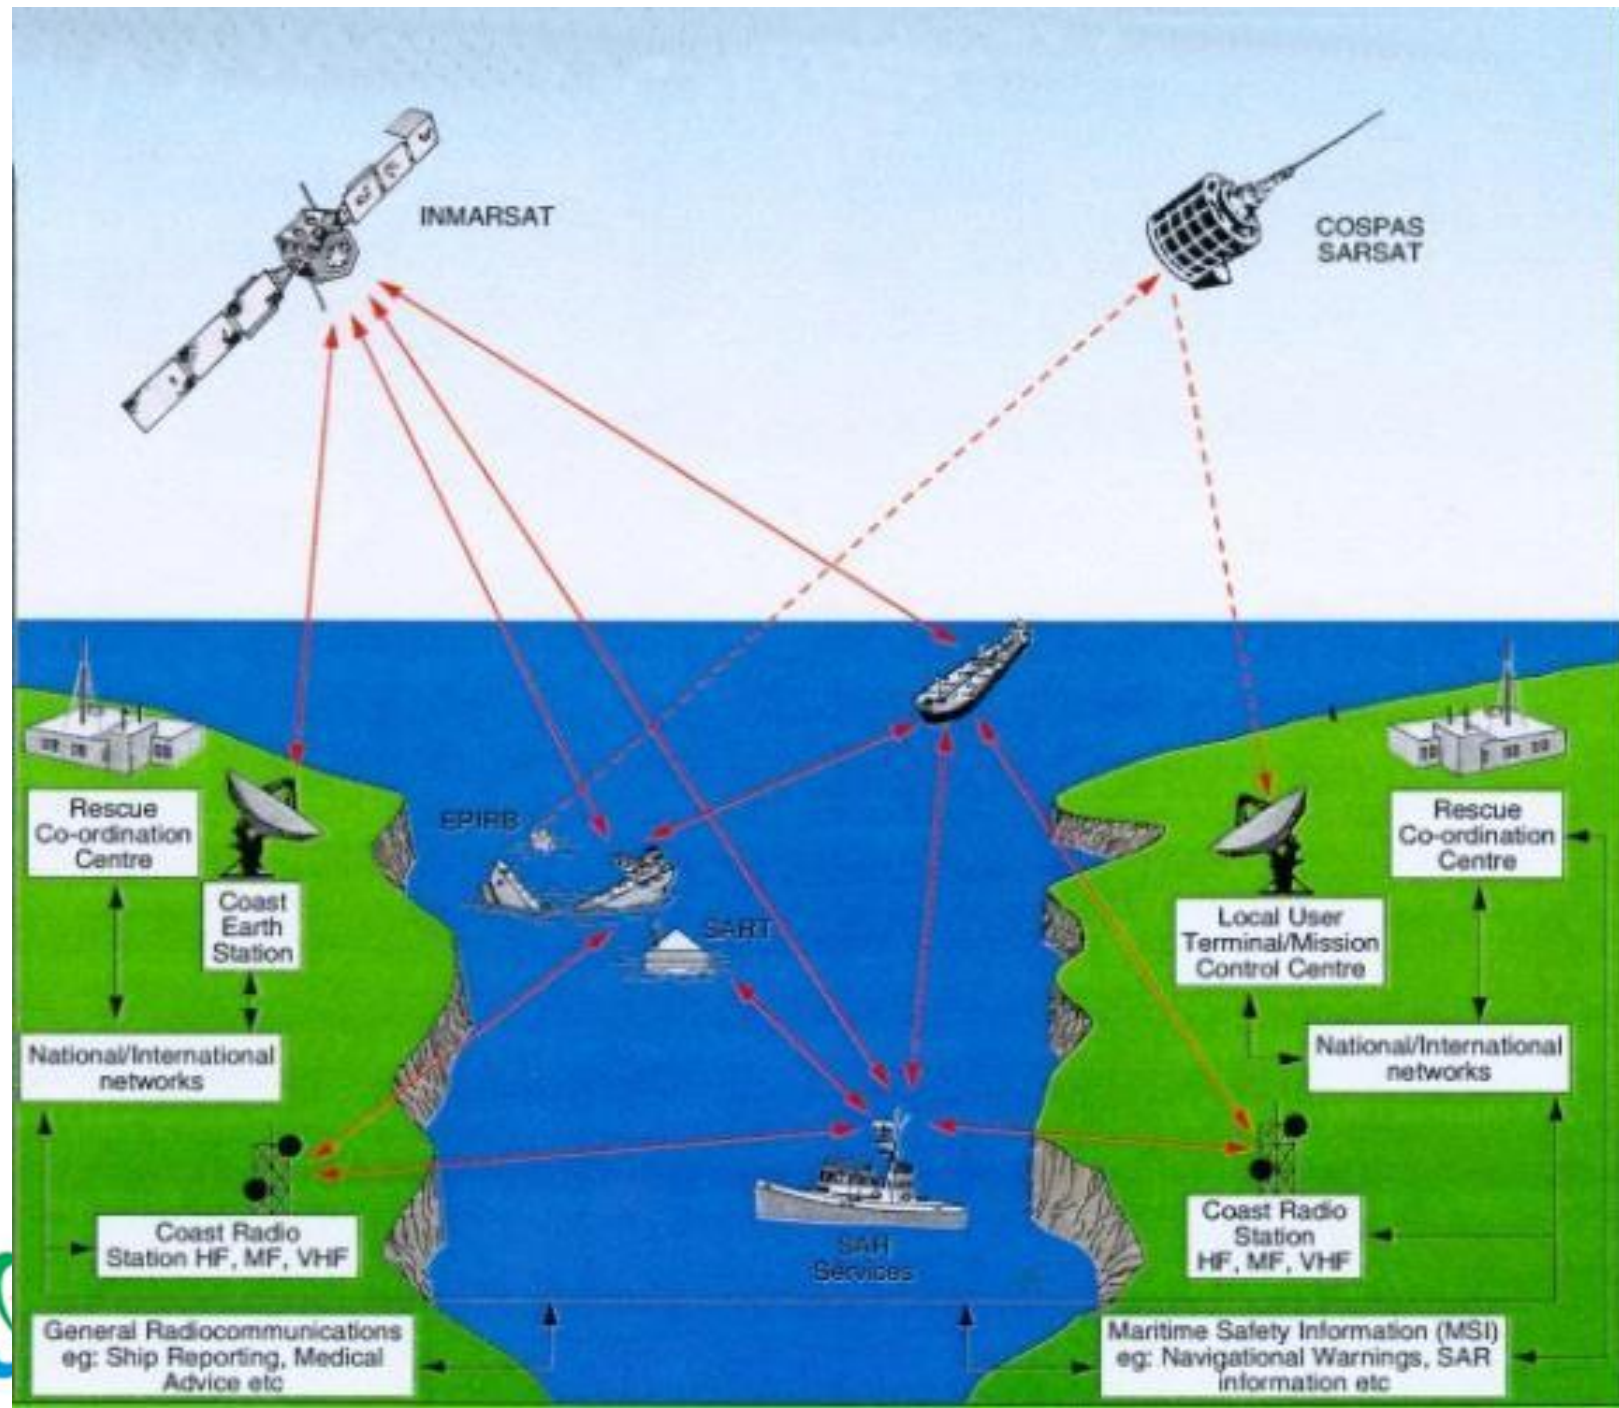 INMARSAT
COSPAS
SARSAT
Rescue
Co-ordination
Centre
Coast
Earth
Station
National/International
networks
Coast Radio
Station HF, MF, VHF
General Radiocommunications
eg: Ship Reporting, Medical
Advice etc
EPIRB
SART
SAR
Services
Rescue
Co-ordination
Centre
Local User
Terminal/Mission
Control Centre
National/International
networks
Coast Radio
Station
HF, MF, VHF
Maritime Safety Information (MSI)
eg: Navigational Warnings, SAR
information etc